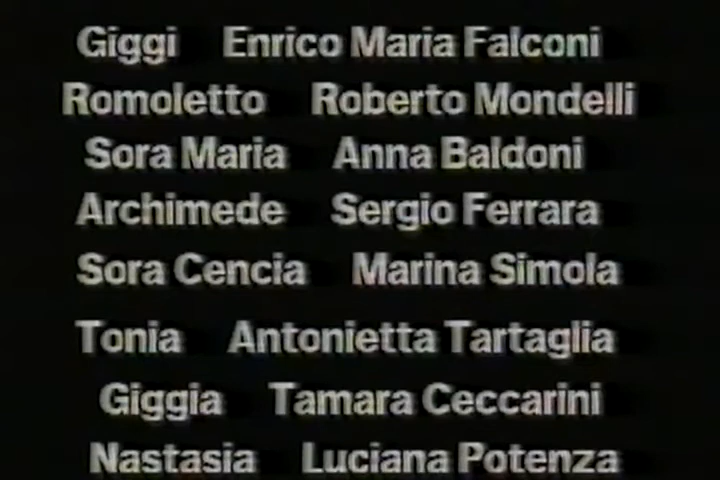 Giggi Enrico Maria Falconi
Romoletto Roberto Mondelli
Sora Maria Anna Baldoni
Archimede Sergio Ferrara
Sora Cencia Marina Simola
Tonia Antonietta Tartaglia
Giggia Tamara Ceccarini
Nastasia Luciana Potenza